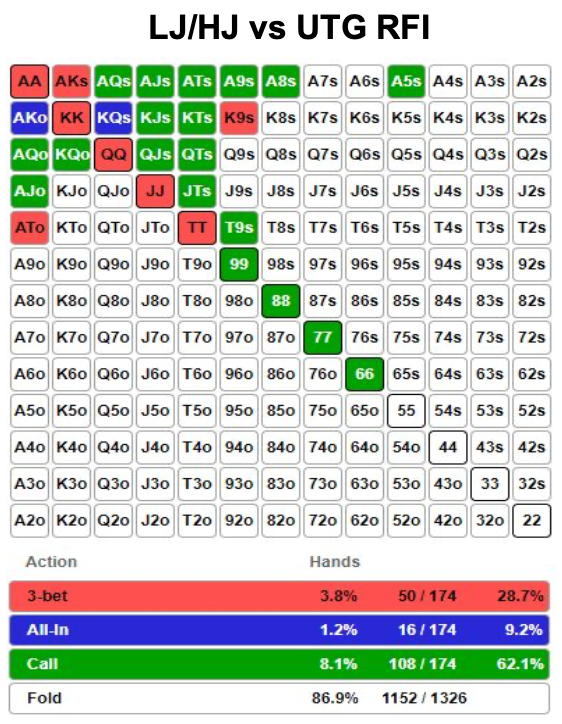 LJ/HJ vs UTG RFI
AA AKs AQs AJs ATs A9s A8s A7s A6s A5s A4s A3s A2s
AKo KK KQs KJs KTs K9s K8s K7s K6s K5s K4s K3s K2s
AQo KQo QQ QJs QTs Q9s Q8s Q7s Q6s Q5s Q4s Q3s Q2s
AJo KJo QJo JJ JTs J9s J8s J7s J6s J5s J4s J3s J2s
ATo KTo QTo JTo TT T9s T8s T7s T6s T5s T4s T3s T2s
A9o K9o Q9o J9o T9o 99 98s 97s 96s 95s 94s 93s 92s
A8o K8o Q8o J8o T8o 98o 88 87s 86s 85s 84s 83s 82s
A7o K7o Q7o J7o T7o 97o 87o 77 76s 75s 74s 73s 72s
A6o K6o Q6o J6o T6o 96o 86o 76o 66 65s 64s 63s 62s
A5o K5o Q5o J5o T5o 95o 85o 75o 65o 55 54s 53s 52s
A4o K4o Q4o J4o T4o 94o 84o 74o 64o 54o 44 43s 42s
A3o K3o Q3o J3o T3o 93o 83o 73o 63o 53o 43o 33 32s
A2o K2o Q2o J2o T2o 92o 82o 72o 62o 52o 42o 32o 22
Action Hands
3-bet 3.8% 50 / 174 28.7%
All-In 1.2% 16 / 174 9.2%
Call 8.1% 108 / 174 62.1%
Fold 86.9% 1152 / 1326